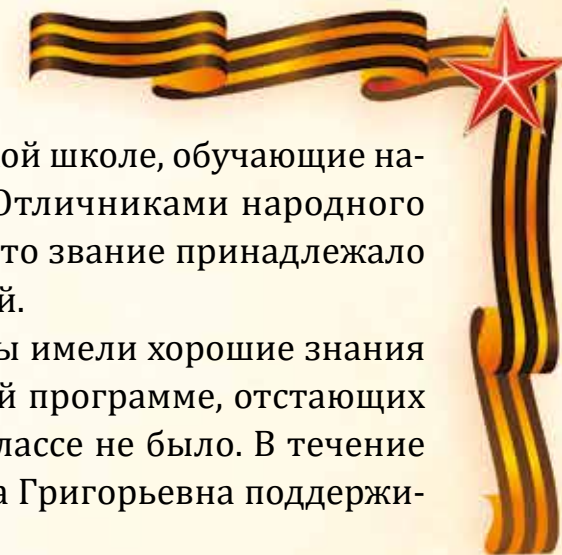 ой школе, обучающие на-
Отличниками народного
то звание принадлежало
й.
ы имели хорошие знания
й программе, отстающих
лассе не было. В течение
а Григорьевна поддержи-